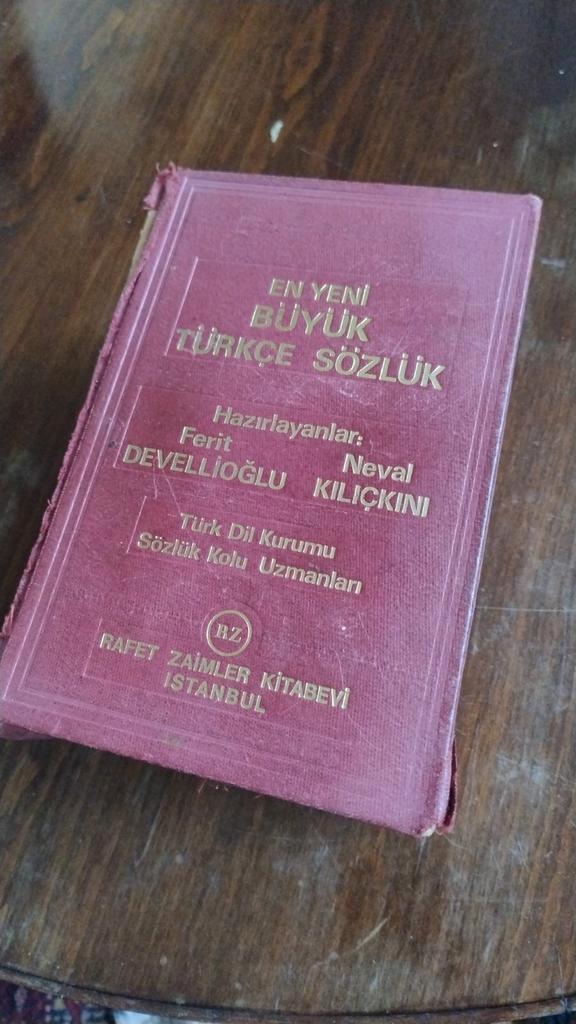 EN YENİ
BÜYÜK
TÜRKÇE SÖZLÜK
Hazırlayanlar:
Ferit Neval
DEVELLİOĞLU KILIÇKINI
Türk Dil Kurumu
Sözlük Kolu Uzmanları
RZ
RAFET ZAİMLER KİTABEVİ
İSTANBUL